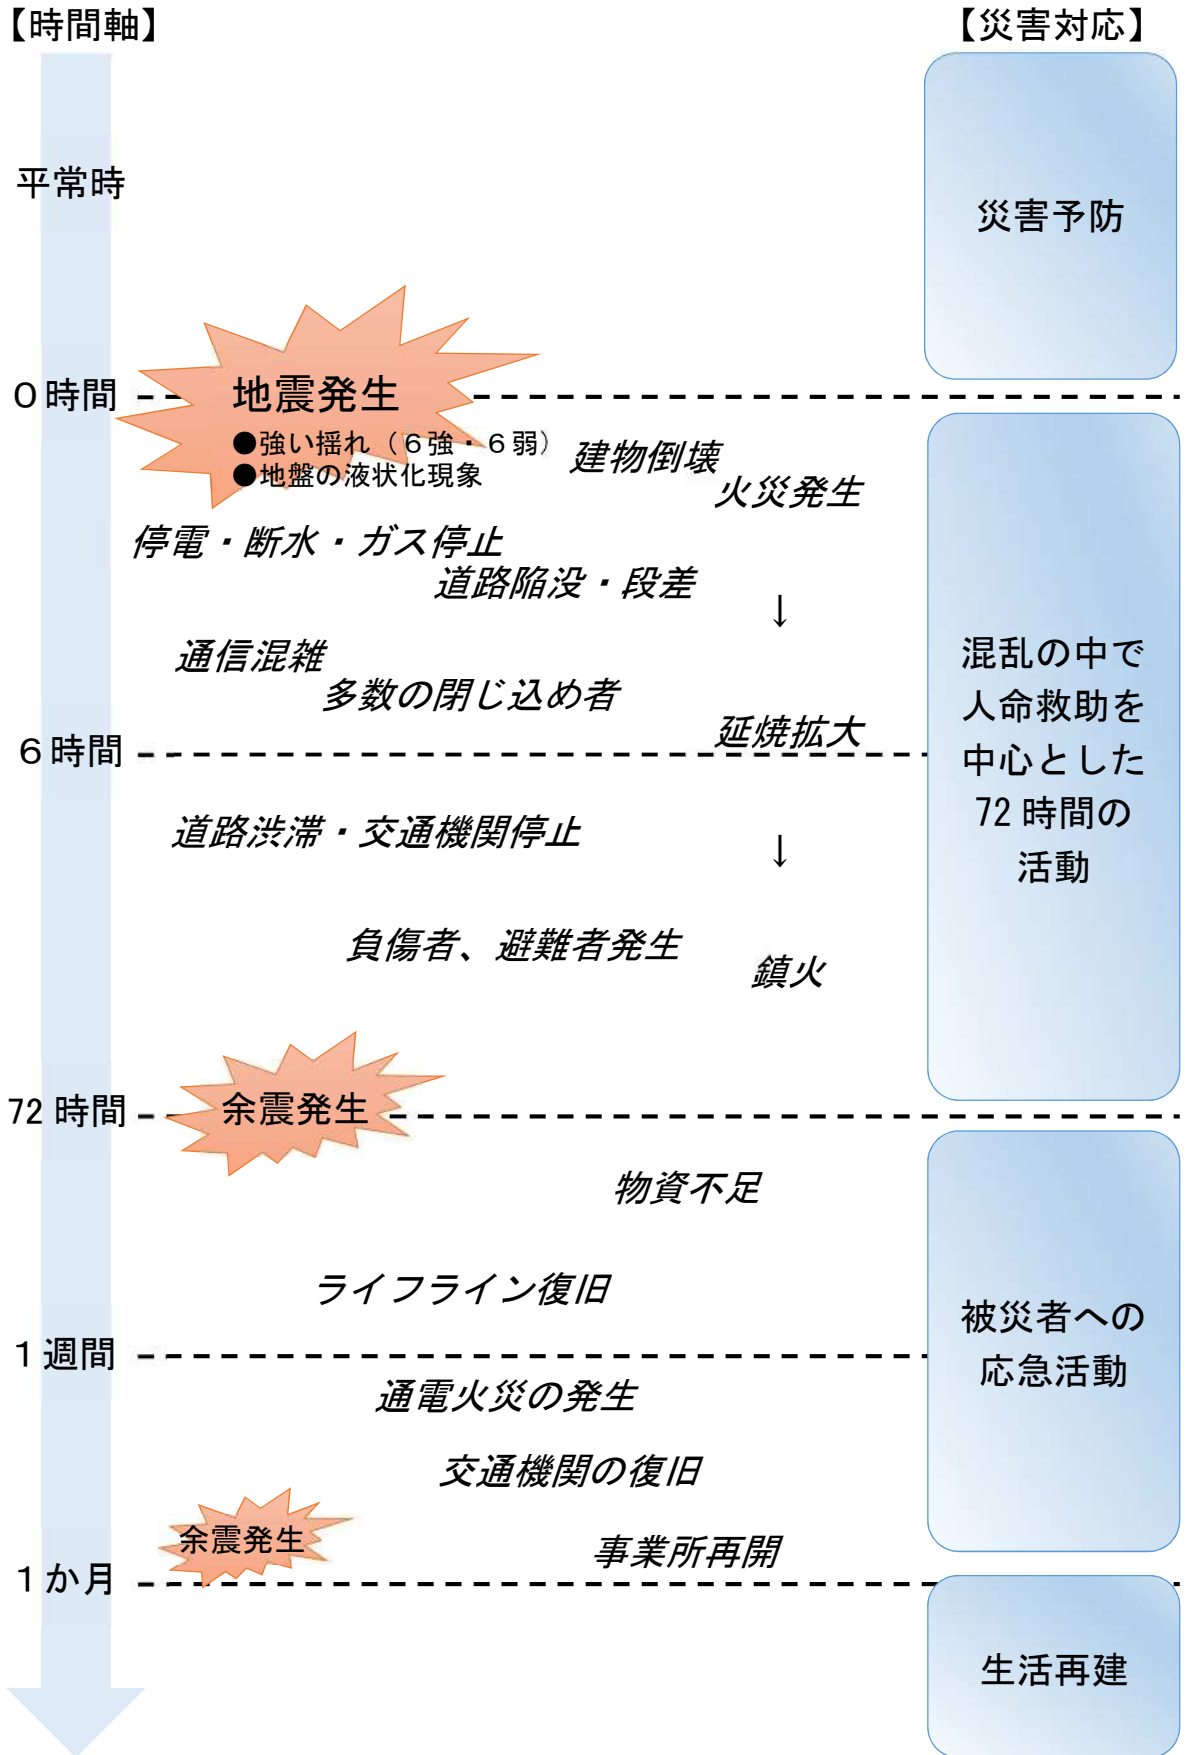 【時間軸】
【災害対応】
平常時
災害予防
0時間
地震発生
●強い揺れ（６強・６弱）
●地盤の液状化現象
建物倒壊
火災発生
停電・断水・ガス停止
道路陥没・段差
↓
通信混雑
多数の閉じ込め者
延焼拡大
混乱の中で
人命救助を
中心とした
72 時間の
活動
６時間
道路渋滞・交通機関停止
↓
負傷者、避難者発生
鎮火
72 時間
余震発生
物資不足
ライフライン復旧
被災者への
応急活動
１週間
通電火災の発生
交通機関の復旧
余震発生
事業所再開
１か月
生活再建